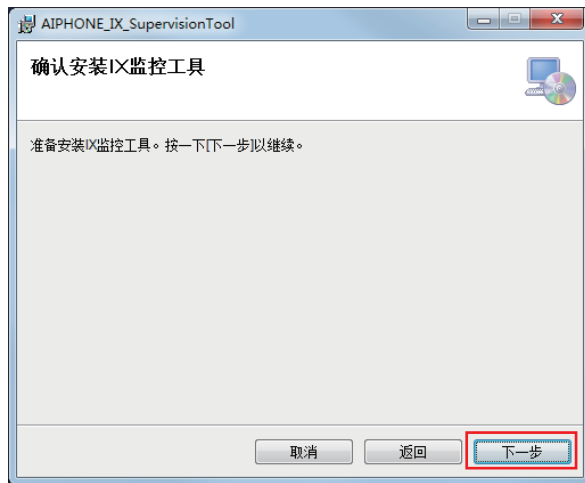 AIPHONE_IX_SupervisionTool
确认安装IX监控工具
准备安装IX监控工具。按一下[下一步]以继续。
取消
返回
下一步